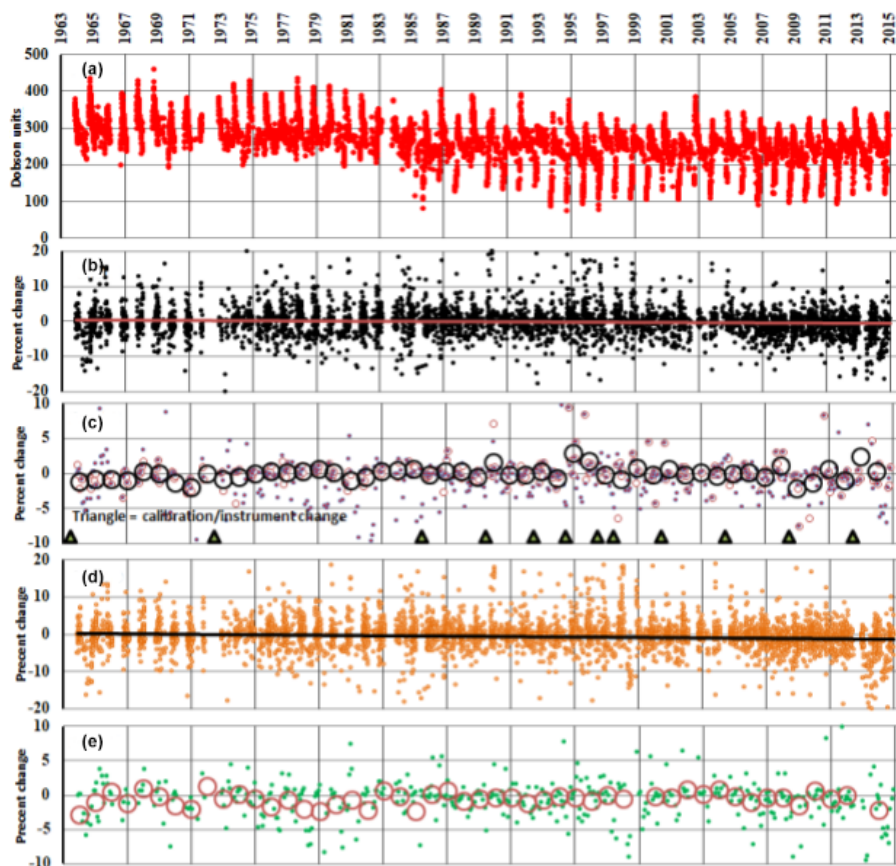 1963 1965 1967 1969 1971 1973 1975 1977 1979 1981 1983 1985 1987 1989 1991 1993 1995 1997 1999 2001 2003 2005 2007 2009 2011 2013 2015
(a)
Dobson units
500
400
300
200
100
0
(b)
Percent change
20
10
0
-10
-20
(c)
Percent change
10
5
0
-5
-10
Triangle = calibration/instrument change
(d)
Precent change
20
10
0
-10
-20
(e)
Precent change
10
5
0
-5
-10